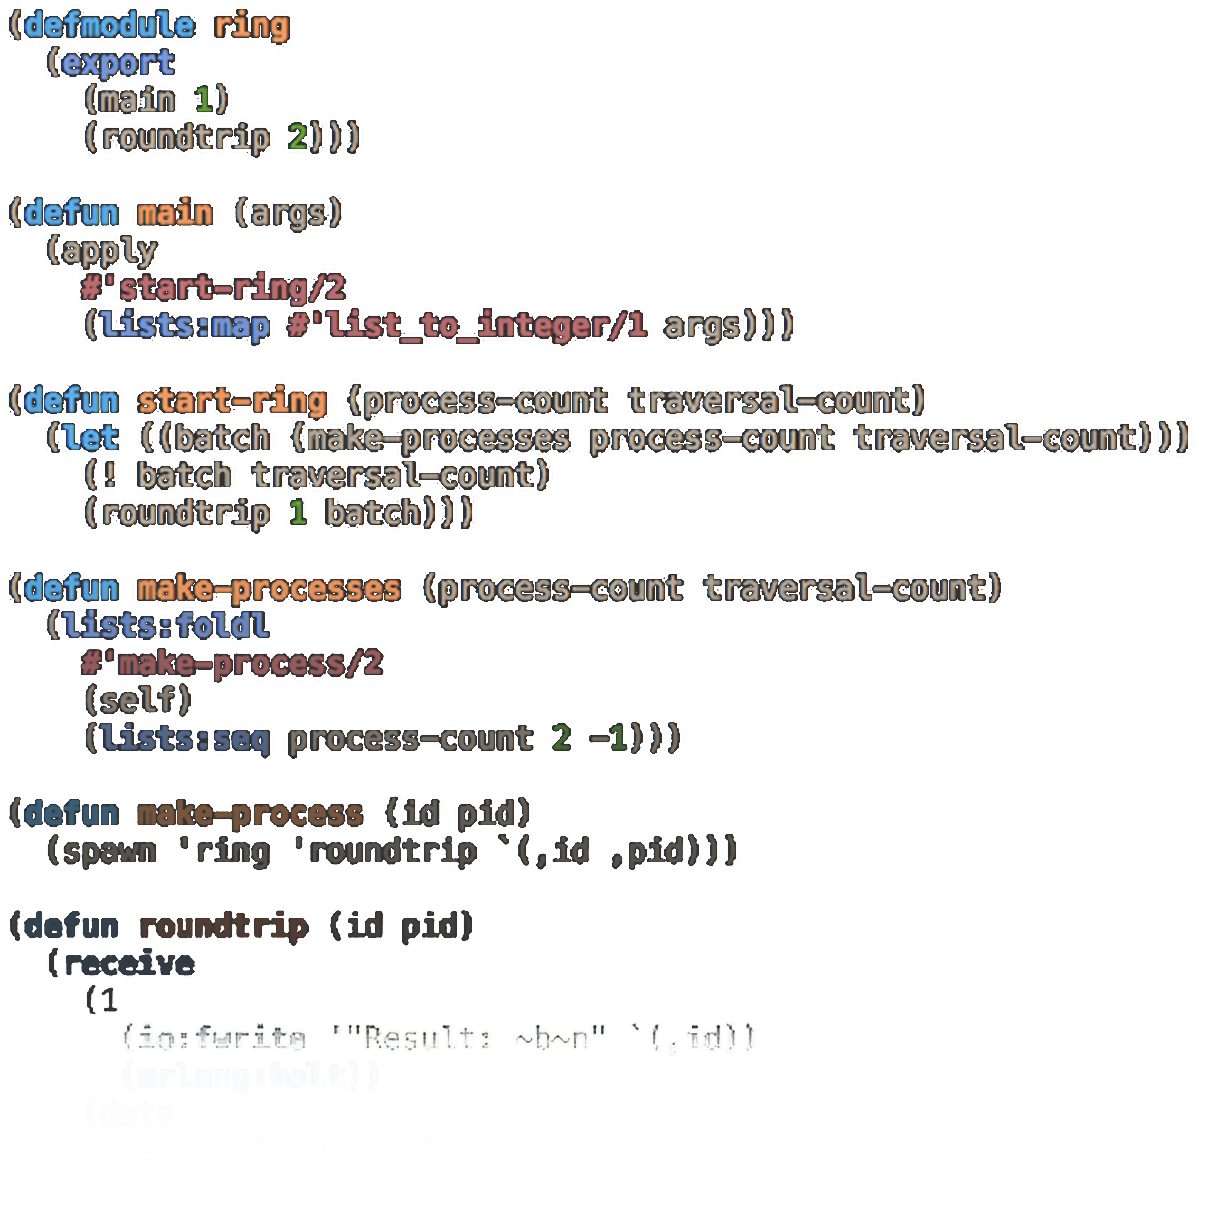 (defmodule ring
  (export
    (main 1)
    (roundtrip 2)))

(defun main (args)
  (apply
    #'start-ring/2
    (lists:map #'list_to_integer/1 args)))

(defun start-ring (process-count traversal-count)
  (let ((batch (make-processes process-count traversal-count)))
    (! batch traversal-count)
    (roundtrip 1 batch)))

(defun make-processes (process-count traversal-count)
  (lists:foldl
    #'make-process/2
    (self)
    (lists:seq process-count 2 -1)))

(defun make-process (id pid)
  (spawn 'ring 'roundtrip `(,id ,pid)))

(defun roundtrip (id pid)
  (receive
    (1
      (io:fwrite '"Result: ~b~n" `(,id))
      (erlang:halt))
    (data